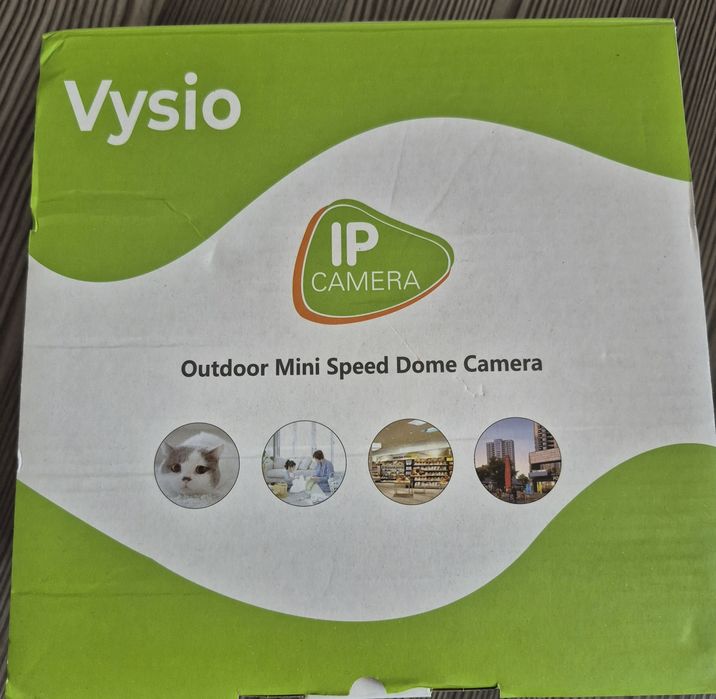 Vysio
IP
CAMERA
Outdoor Mini Speed Dome Camera